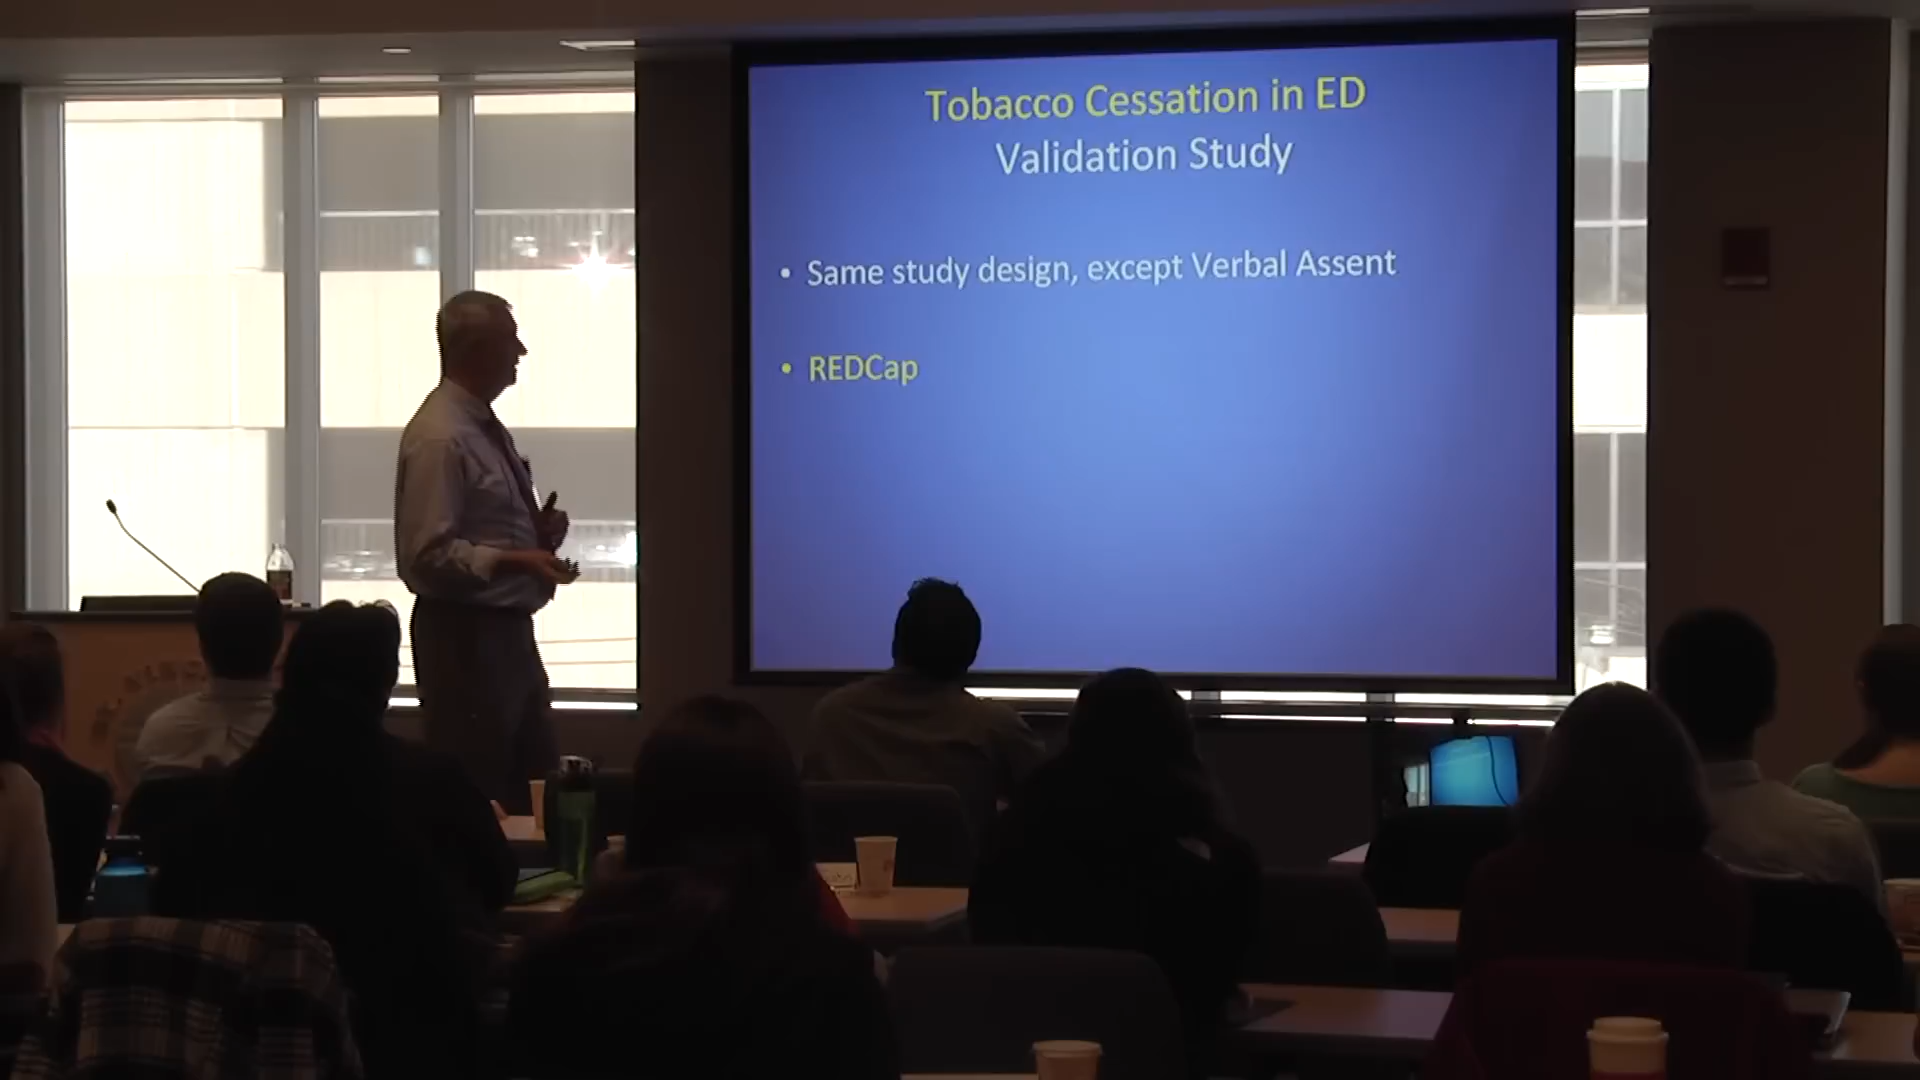 Tobacco Cessation in ED
Validation Study
• Same study design, except Verbal Assent
• REDCap